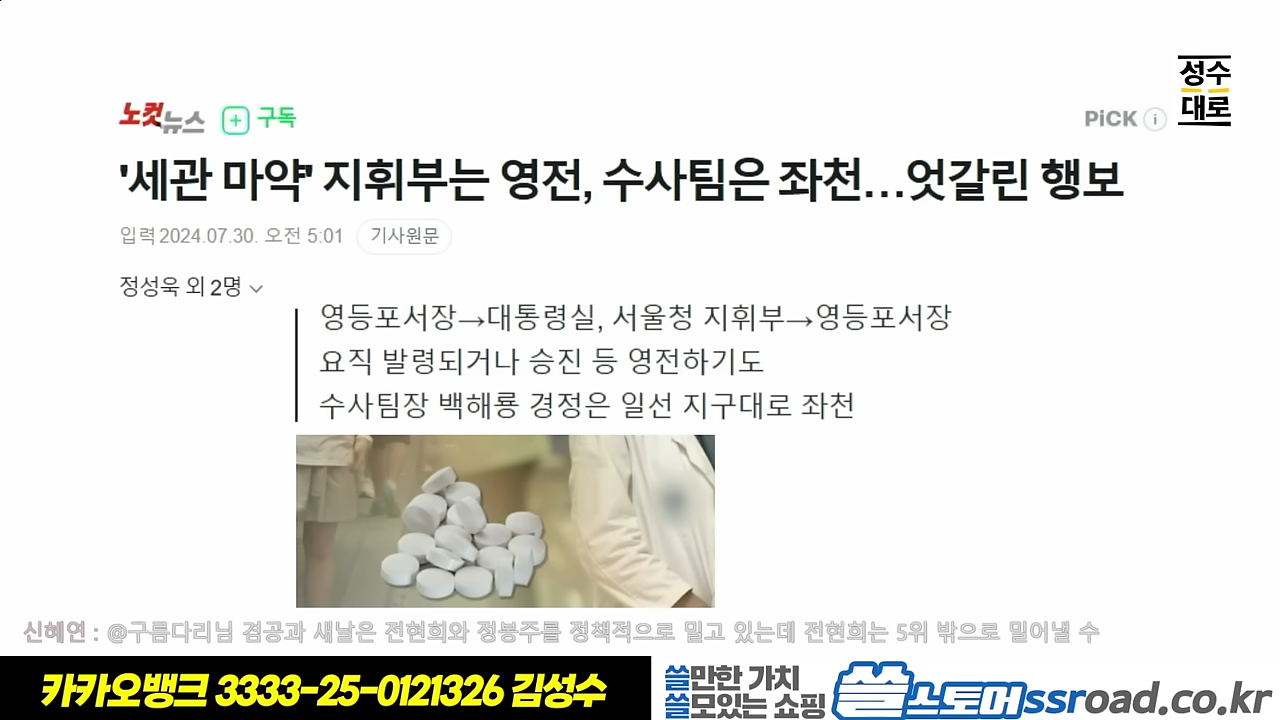 성수
대로
노컷뉴스 + 구독
PiCK i
'세관 마약' 지휘부는 영전, 수사팀은 좌천…엇갈린 행보
입력 2024.07.30. 오전 5:01 기사원문
정성욱 외 2명
영등포서장→대통령실, 서울청 지휘부→영등포서장
요직 발령되거나 승진 등 영전하기도
수사팀장 백해룡 경정은 일선 지구대로 좌천
신혜연 : @구름다리님 겸공과 새날은 전현희와 정봉주를 정책적으로 밀고 있는데 전현희는 5위 밖으로 밀어낼 수
카카오뱅크 3333-25-0121326 김성수
쓸만한 가치
쓸모있는 쇼핑
쓸스토어ssroad.co.kr